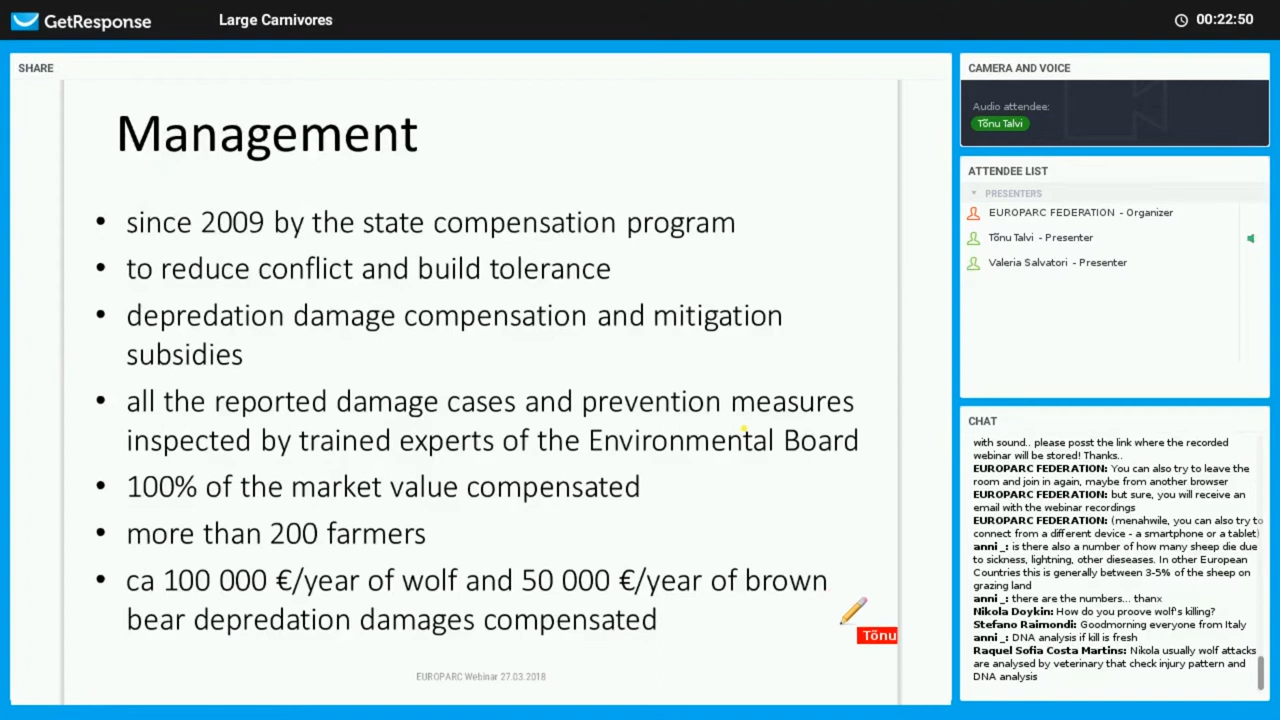 GetResponse
Large Carnivores
00:22:50
SHARE
Management
• since 2009 by the state compensation program
• to reduce conflict and build tolerance
• depredation damage compensation and mitigation
subsidies
• all the reported damage cases and prevention measures
inspected by trained experts of the Environmental Board
• 100% of the market value compensated
• more than 200 farmers
• ca 100 000 €/year of wolf and 50 000 €/year of brown
bear depredation damages compensated
Tõnu
EUROPARC Webinar 27.03.2018
CAMERA AND VOICE
Audio attendee:
Tõnu Talvi
ATTENDEE LIST
PRESENTERS
EUROPARC FEDERATION - Organizer
Tõnu Talvi - Presenter
Valeria Salvatori - Presenter
CHAT
with sound.. please posst the link where the recorded
webinar will be stored! Thanks..
EUROPARC FEDERATION: You can also try to leave the
room and join in again, maybe from another browser
EUROPARC FEDERATION: but sure, you will receive an
email with the webinar recordings
EUROPARC FEDERATION: (menahwile, you can also try to
connect from a different device - a smartphone or a tablet)
anni _: is there also a number of how many sheep die due
to sickness, lightning, other dieseases. In other European
Countries this is generally between 3-5% of the sheep on
grazing land
anni _: there are the numbers... thanx
Nikola Doykin: How do you proove wolf's killing?
Stefano Raimondi: Goodmorning everyone from Italy
anni _: DNA analysis if kill is fresh
Raquel Sofia Costa Martins: Nikola usually wolf attacks
are analysed by veterinary that check injury pattern and
DNA analysis